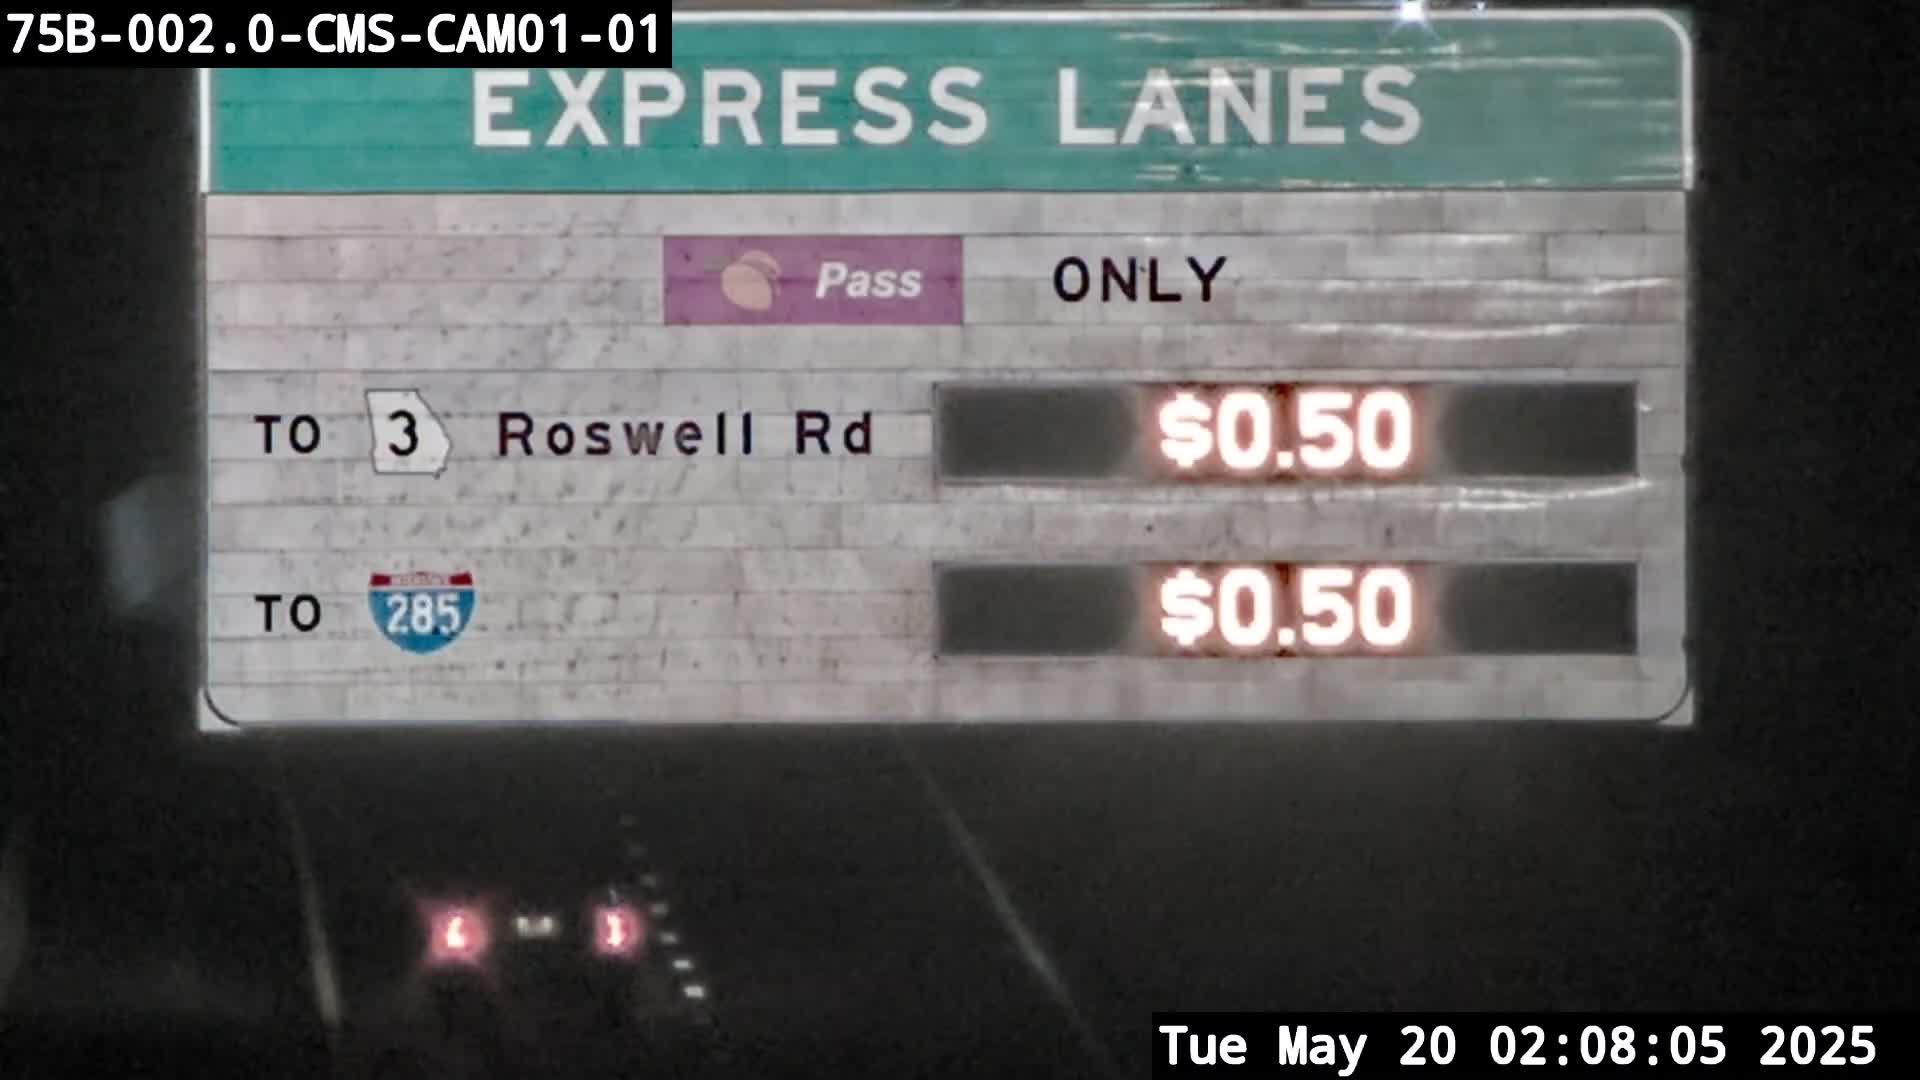 75B-002.0-CMS-CAM01-01
EXPRESS LANES
Pass ONLY
TO 3 Roswell Rd $0.50
TO 285 $0.50
Tue May 20 02:08:05 2025